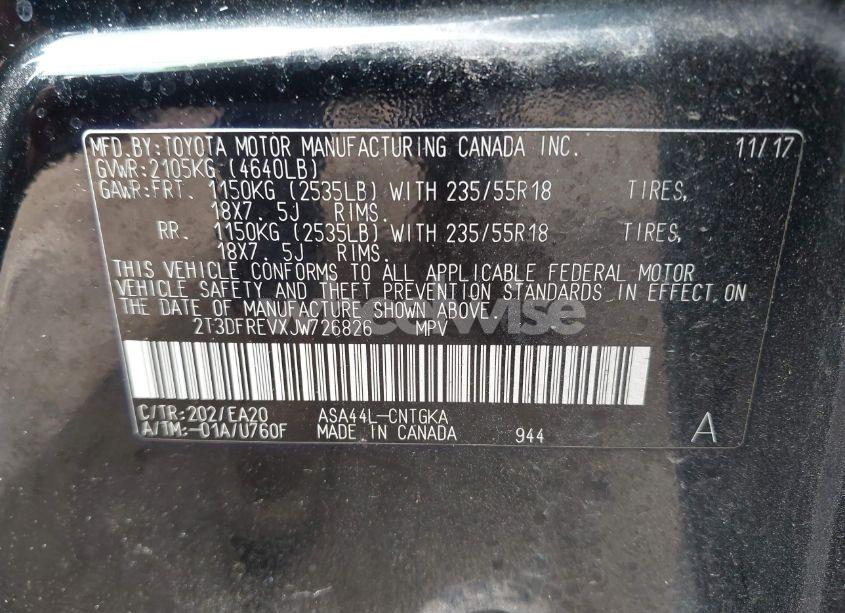 MFD.BY:TOYOTA MOTOR MANUFACTURING CANADA INC. 11/17
GVWR:2105KG (4640LB)
GAWR:FRT. 1150KG (2535LB) WITH 235/55R18 TIRES,
18X7. 5J RIMS.
RR. 1150KG (2535LB) WITH 235/55R18 TIRES,
18X7. 5J RIMS.
THIS VEHICLE CONFORMS TO ALL APPLICABLE FEDERAL MOTOR
VEHICLE SAFETY AND THEFT PREVENTION STANDARDS IN EFFECT ON
THE DATE OF MANUFACTURE SHOWN ABOVE.
2T3DFREVXJW726826 MPV
C/TR:202/EA20 ASA44L-CNTGKA
A/TM:-01A/U760F MADE IN CANADA 944 A